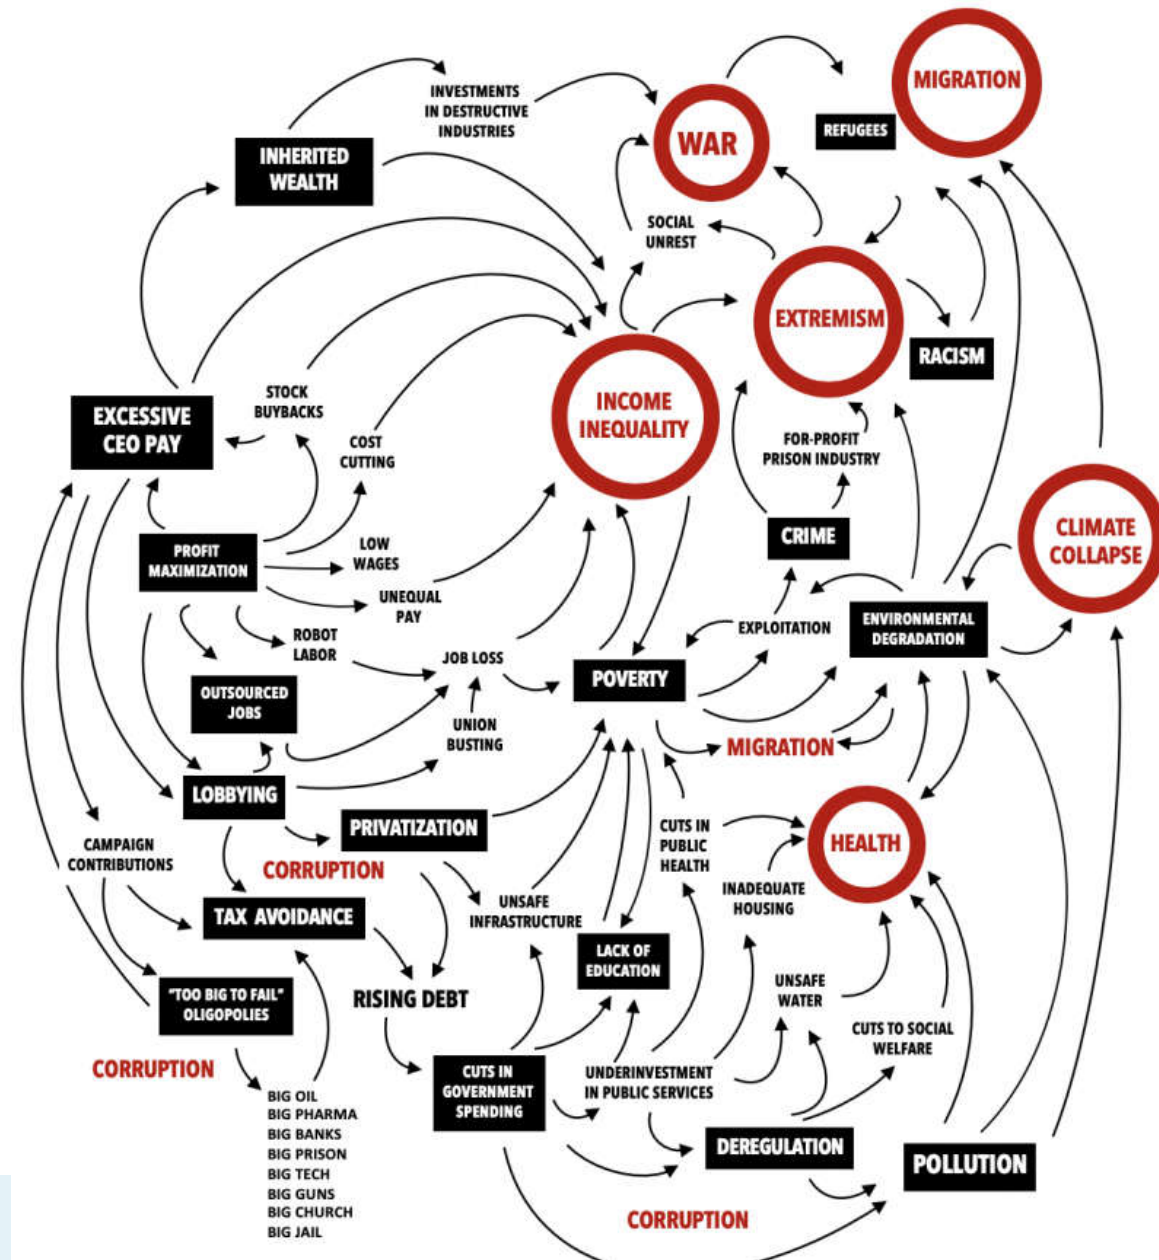 MIGRATION
INVESTMENTS
IN DESTRUCTIVE
INDUSTRIES
WAR
REFUGEES
INHERITED
WEALTH
SOCIAL
UNREST
EXTREMISM
RACISM
INCOME
INEQUALITY
EXCESSIVE
CEO PAY
STOCK
BUYBACKS
COST
CUTTING
FOR-PROFIT
PRISON INDUSTRY
CRIME
CLIMATE
COLLAPSE
PROFIT
MAXIMIZATION
LOW
WAGES
UNEQUAL
PAY
ROBOT
LABOR
JOB LOSS
EXPLOITATION
ENVIRONMENTAL
DEGRADATION
POVERTY
OUTSOURCED
JOBS
UNION
BUSTING
MIGRATION
LOBBYING
PRIVATIZATION
CUTS IN
PUBLIC
HEALTH
HEALTH
CAMPAIGN
CONTRIBUTIONS
CORRUPTION
INADEQUATE
HOUSING
TAX AVOIDANCE
UNSAFE
INFRASTRUCTURE
LACK OF
EDUCATION
"TOO BIG TO FAIL"
OLIGOPOLIES
RISING DEBT
UNSAFE
WATER
CUTS TO SOCIAL
WELFARE
CORRUPTION
CUTS IN
GOVERNMENT
SPENDING
UNDERINVESTMENT
IN PUBLIC SERVICES
BIG OIL
BIG PHARMA
BIG BANKS
BIG PRISON
BIG TECH
BIG GUNS
BIG CHURCH
BIG JAIL
DEREGULATION
POLLUTION
CORRUPTION